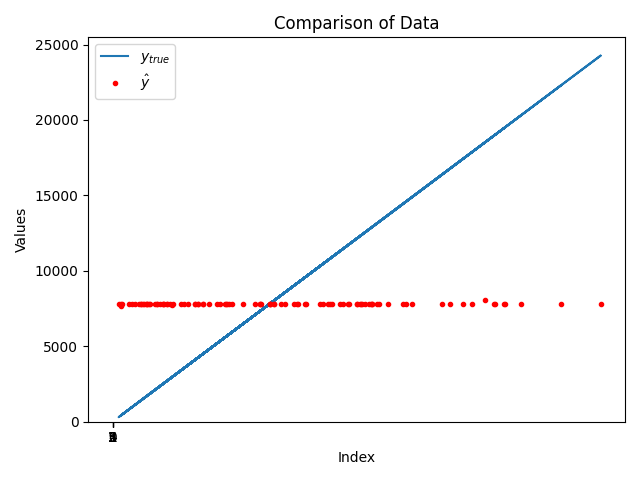 Comparison of Data
y_true
ŷ
25000
20000
15000
10000
5000
0
Values
Index